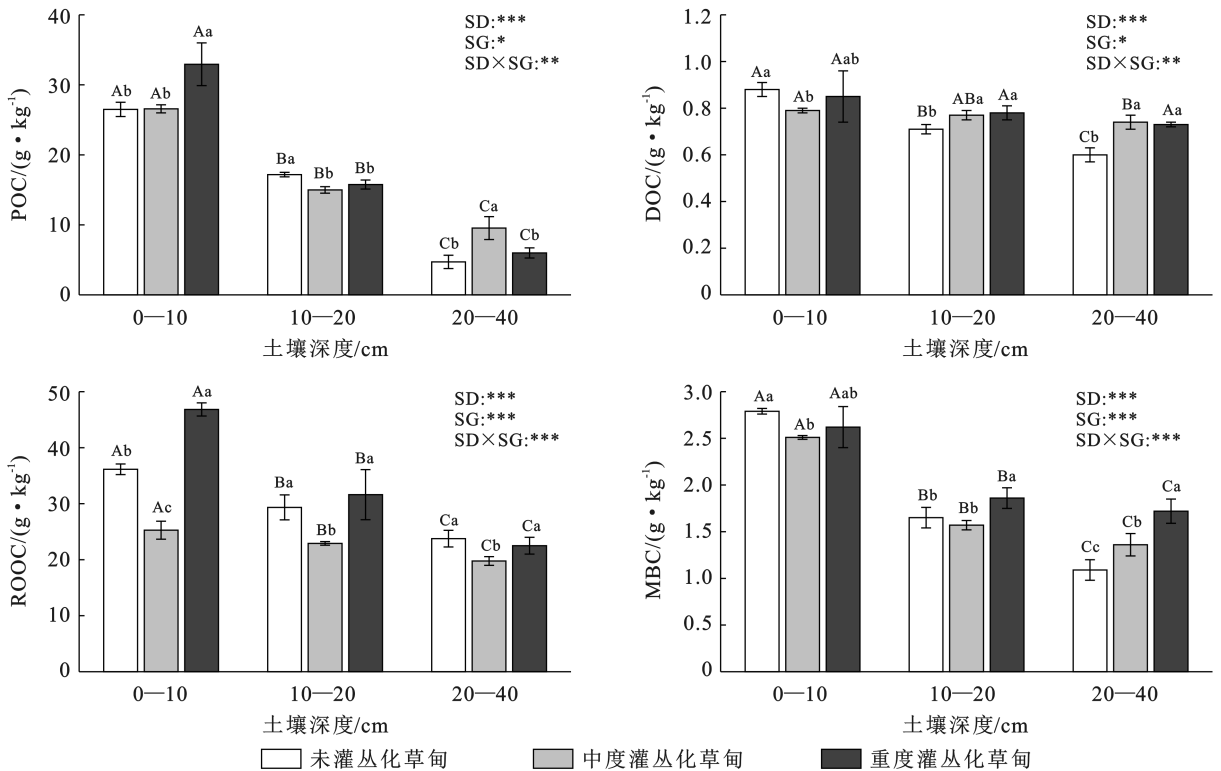 POC/(g·kg⁻¹)
40
30
20
10
0
SD:***
SG:*
SD×SG:**
Ab
Ab
Aa
Ba
Bb
Bb
Cb
Ca
Cb
0—10
10—20
20—40
土壤深度/cm
DOC/(g·kg⁻¹)
1.2
1.0
0.8
0.6
0.4
0.2
0
SD:***
SG:*
SD×SG:**
Aa
Ab
Aab
Bb
ABa
Aa
Cb
Ba
Aa
0—10
10—20
20—40
土壤深度/cm
ROOC/(g·kg⁻¹)
50
40
30
20
10
0
SD:***
SG:***
SD×SG:***
Ab
Ac
Aa
Ba
Bb
Ba
Ca
Cb
Ca
0—10
10—20
20—40
土壤深度/cm
MBC/(g·kg⁻¹)
3.0
2.5
2.0
1.5
1.0
0.5
0
SD:***
SG:***
SD×SG:***
Aa
Ab
Aab
Bb
Bb
Ba
Cc
Cb
Ca
0—10
10—20
20—40
土壤深度/cm
未灌丛化草甸
中度灌丛化草甸
重度灌丛化草甸